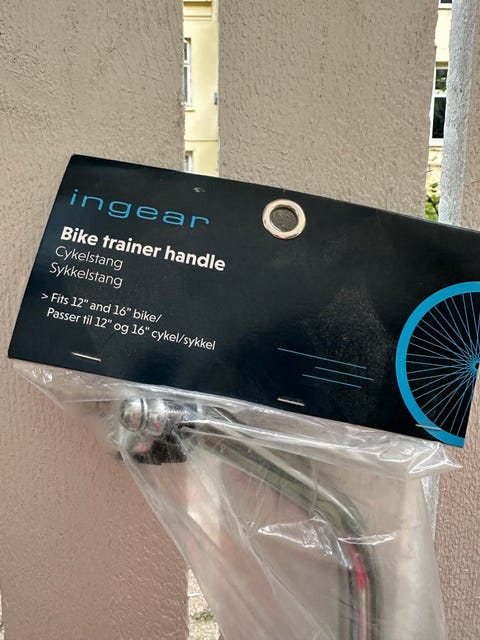 ingear
Bike trainer handle
Cykelstang
Sykkelstang
> Fits 12" and 16" bike/
Passer til 12" og 16" cykel/sykkel